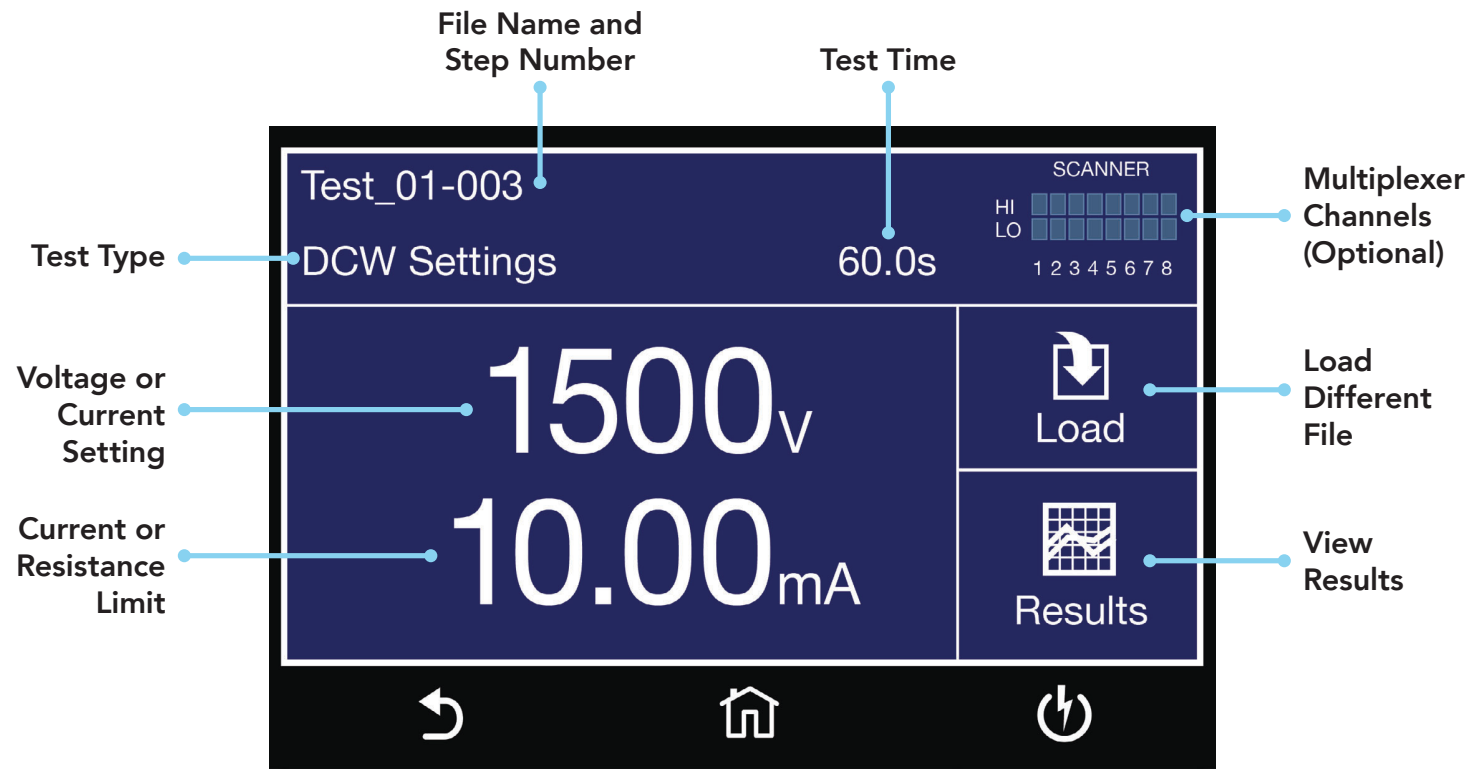 File Name and
Step Number
Test Time
Test_01-003
SCANNER
HI
LO
1 2 3 4 5 6 7 8
Multiplexer
Channels
(Optional)
Test Type
DCW Settings
60.0s
Voltage or
Current
Setting
1500V
Load
Load
Different
File
Current or
Resistance
Limit
10.00mA
Results
View
Results